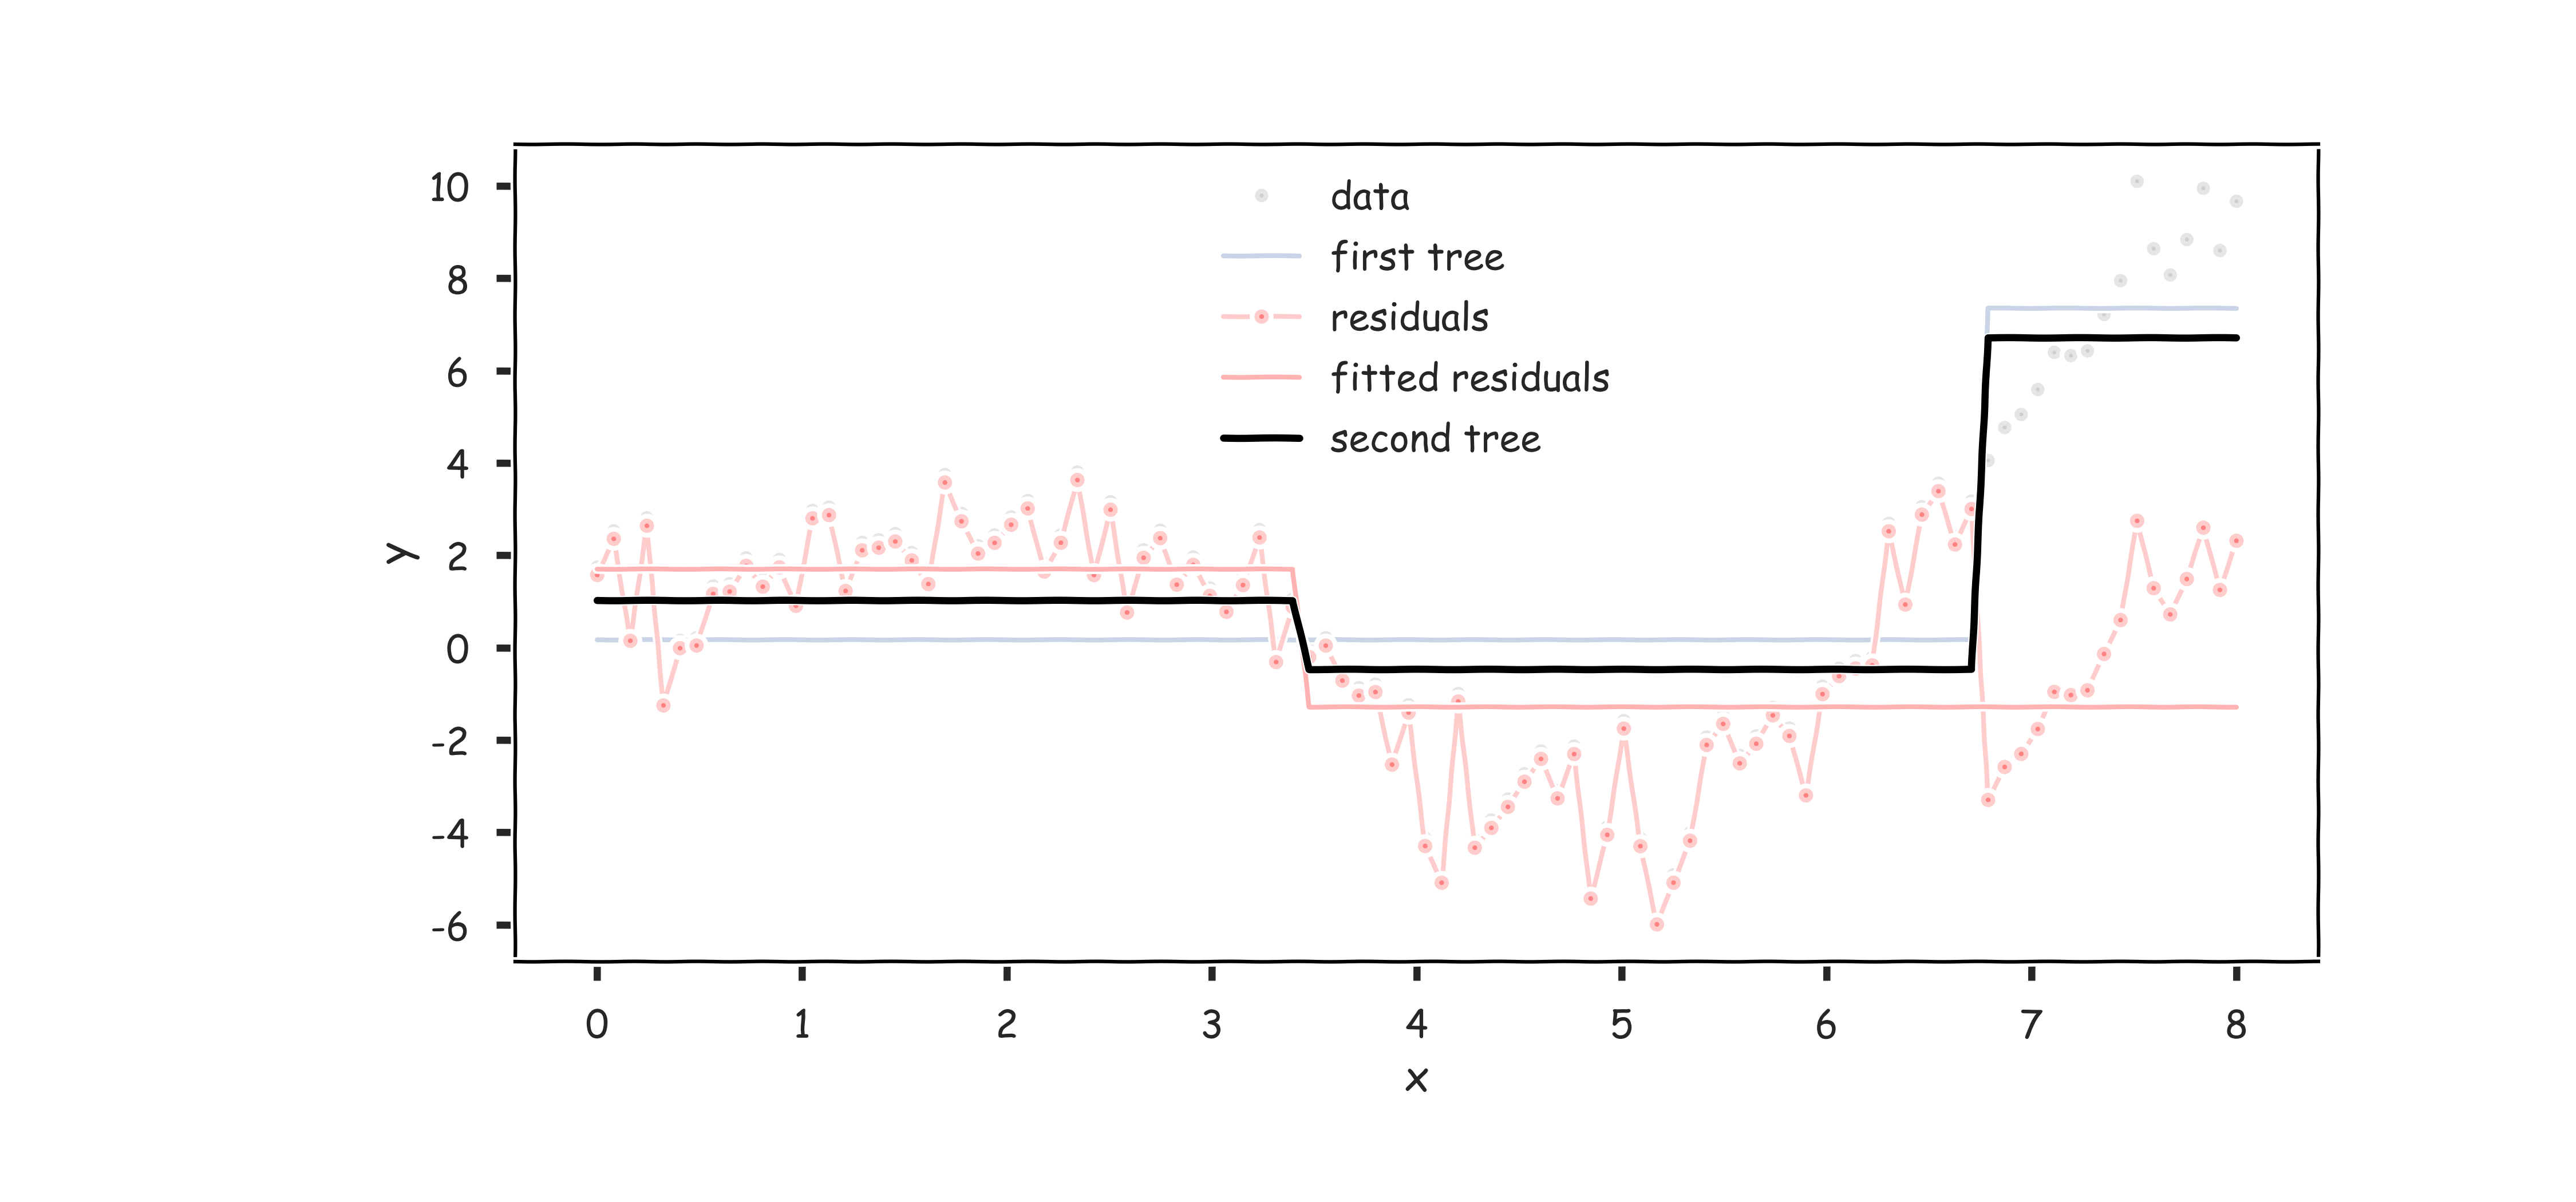 10
8
6
4
2
0
-2
-4
-6
y
data
first tree
residuals
fitted residuals
second tree
0 1 2 3 4 5 6 7 8
x